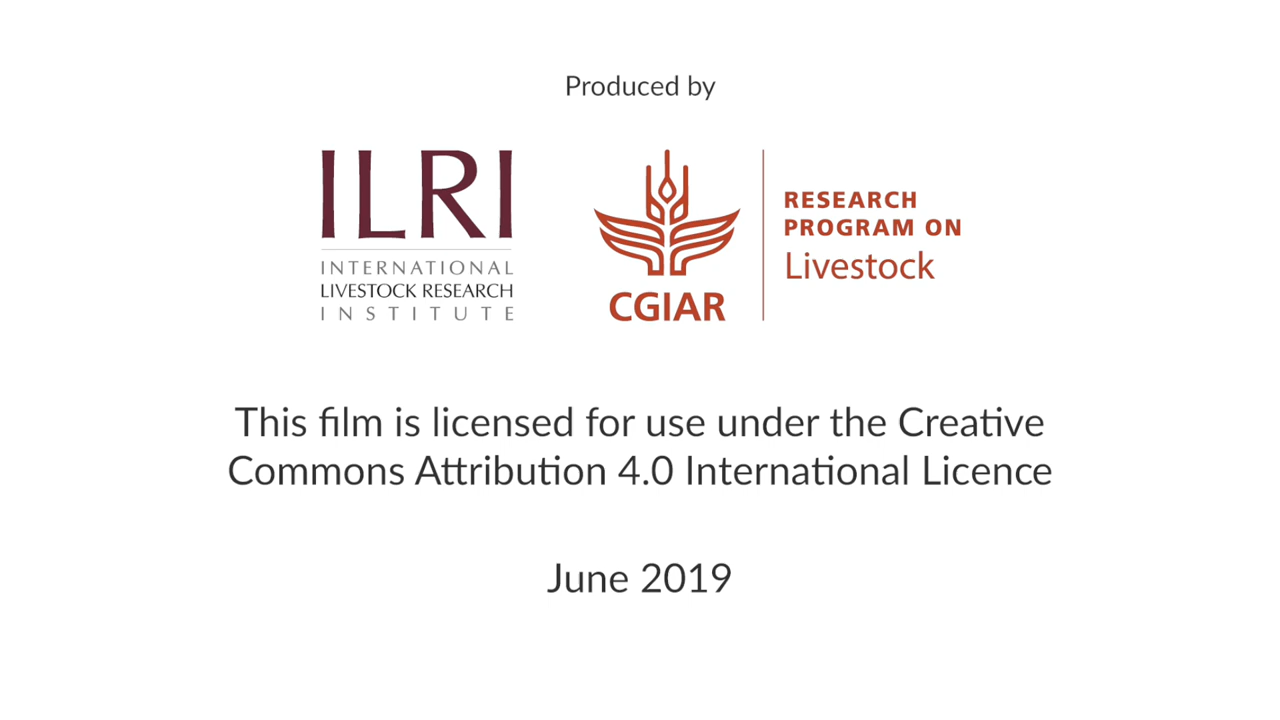 Produced by
ILRI
INTERNATIONAL
LIVESTOCK RESEARCH
INSTITUTE
CGIAR
RESEARCH
PROGRAM ON
Livestock
This film is licensed for use under the Creative
Commons Attribution 4.0 International Licence
June 2019